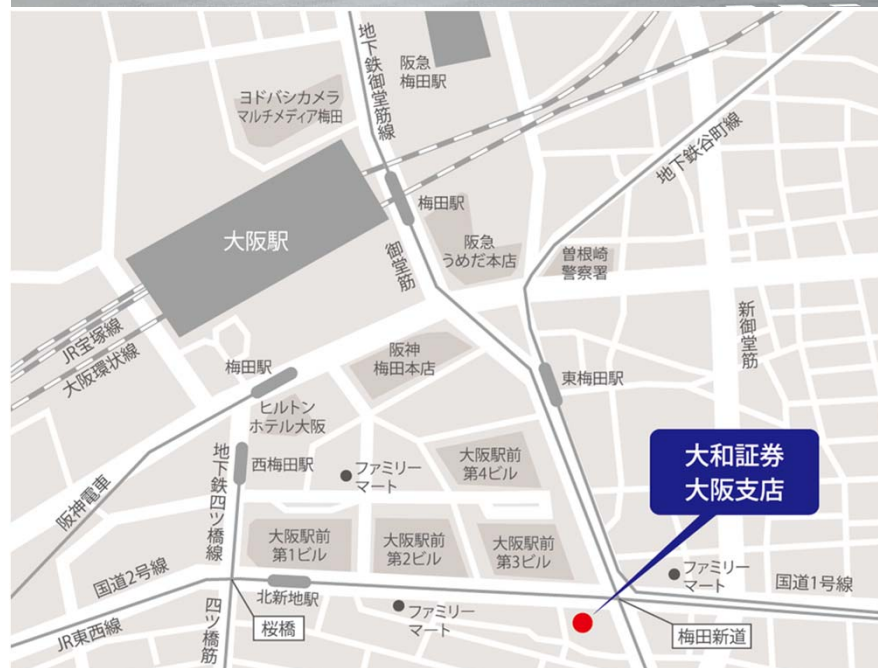 地下鉄御堂筋線
阪急
梅田駅
ヨドバシカメラ
マルチメディア梅田
地下鉄谷町線
梅田駅
大阪駅
阪急
うめだ本店
御堂筋
曽根崎
警察署
新御堂筋
JR宝塚線
大阪環状線
阪神
梅田本店
梅田駅
東梅田駅
ヒルトン
ホテル大阪
大和証券
大阪支店
地下鉄四ツ橋線
西梅田駅
ファミリー
マート
大阪駅前
第4ビル
阪神電車
大阪駅前
第1ビル
大阪駅前
第2ビル
大阪駅前
第3ビル
国道2号線
ファミリー
マート
国道1号線
北新地駅
ファミリー
マート
JR東西線
四ツ橋筋
桜橋
梅田新道